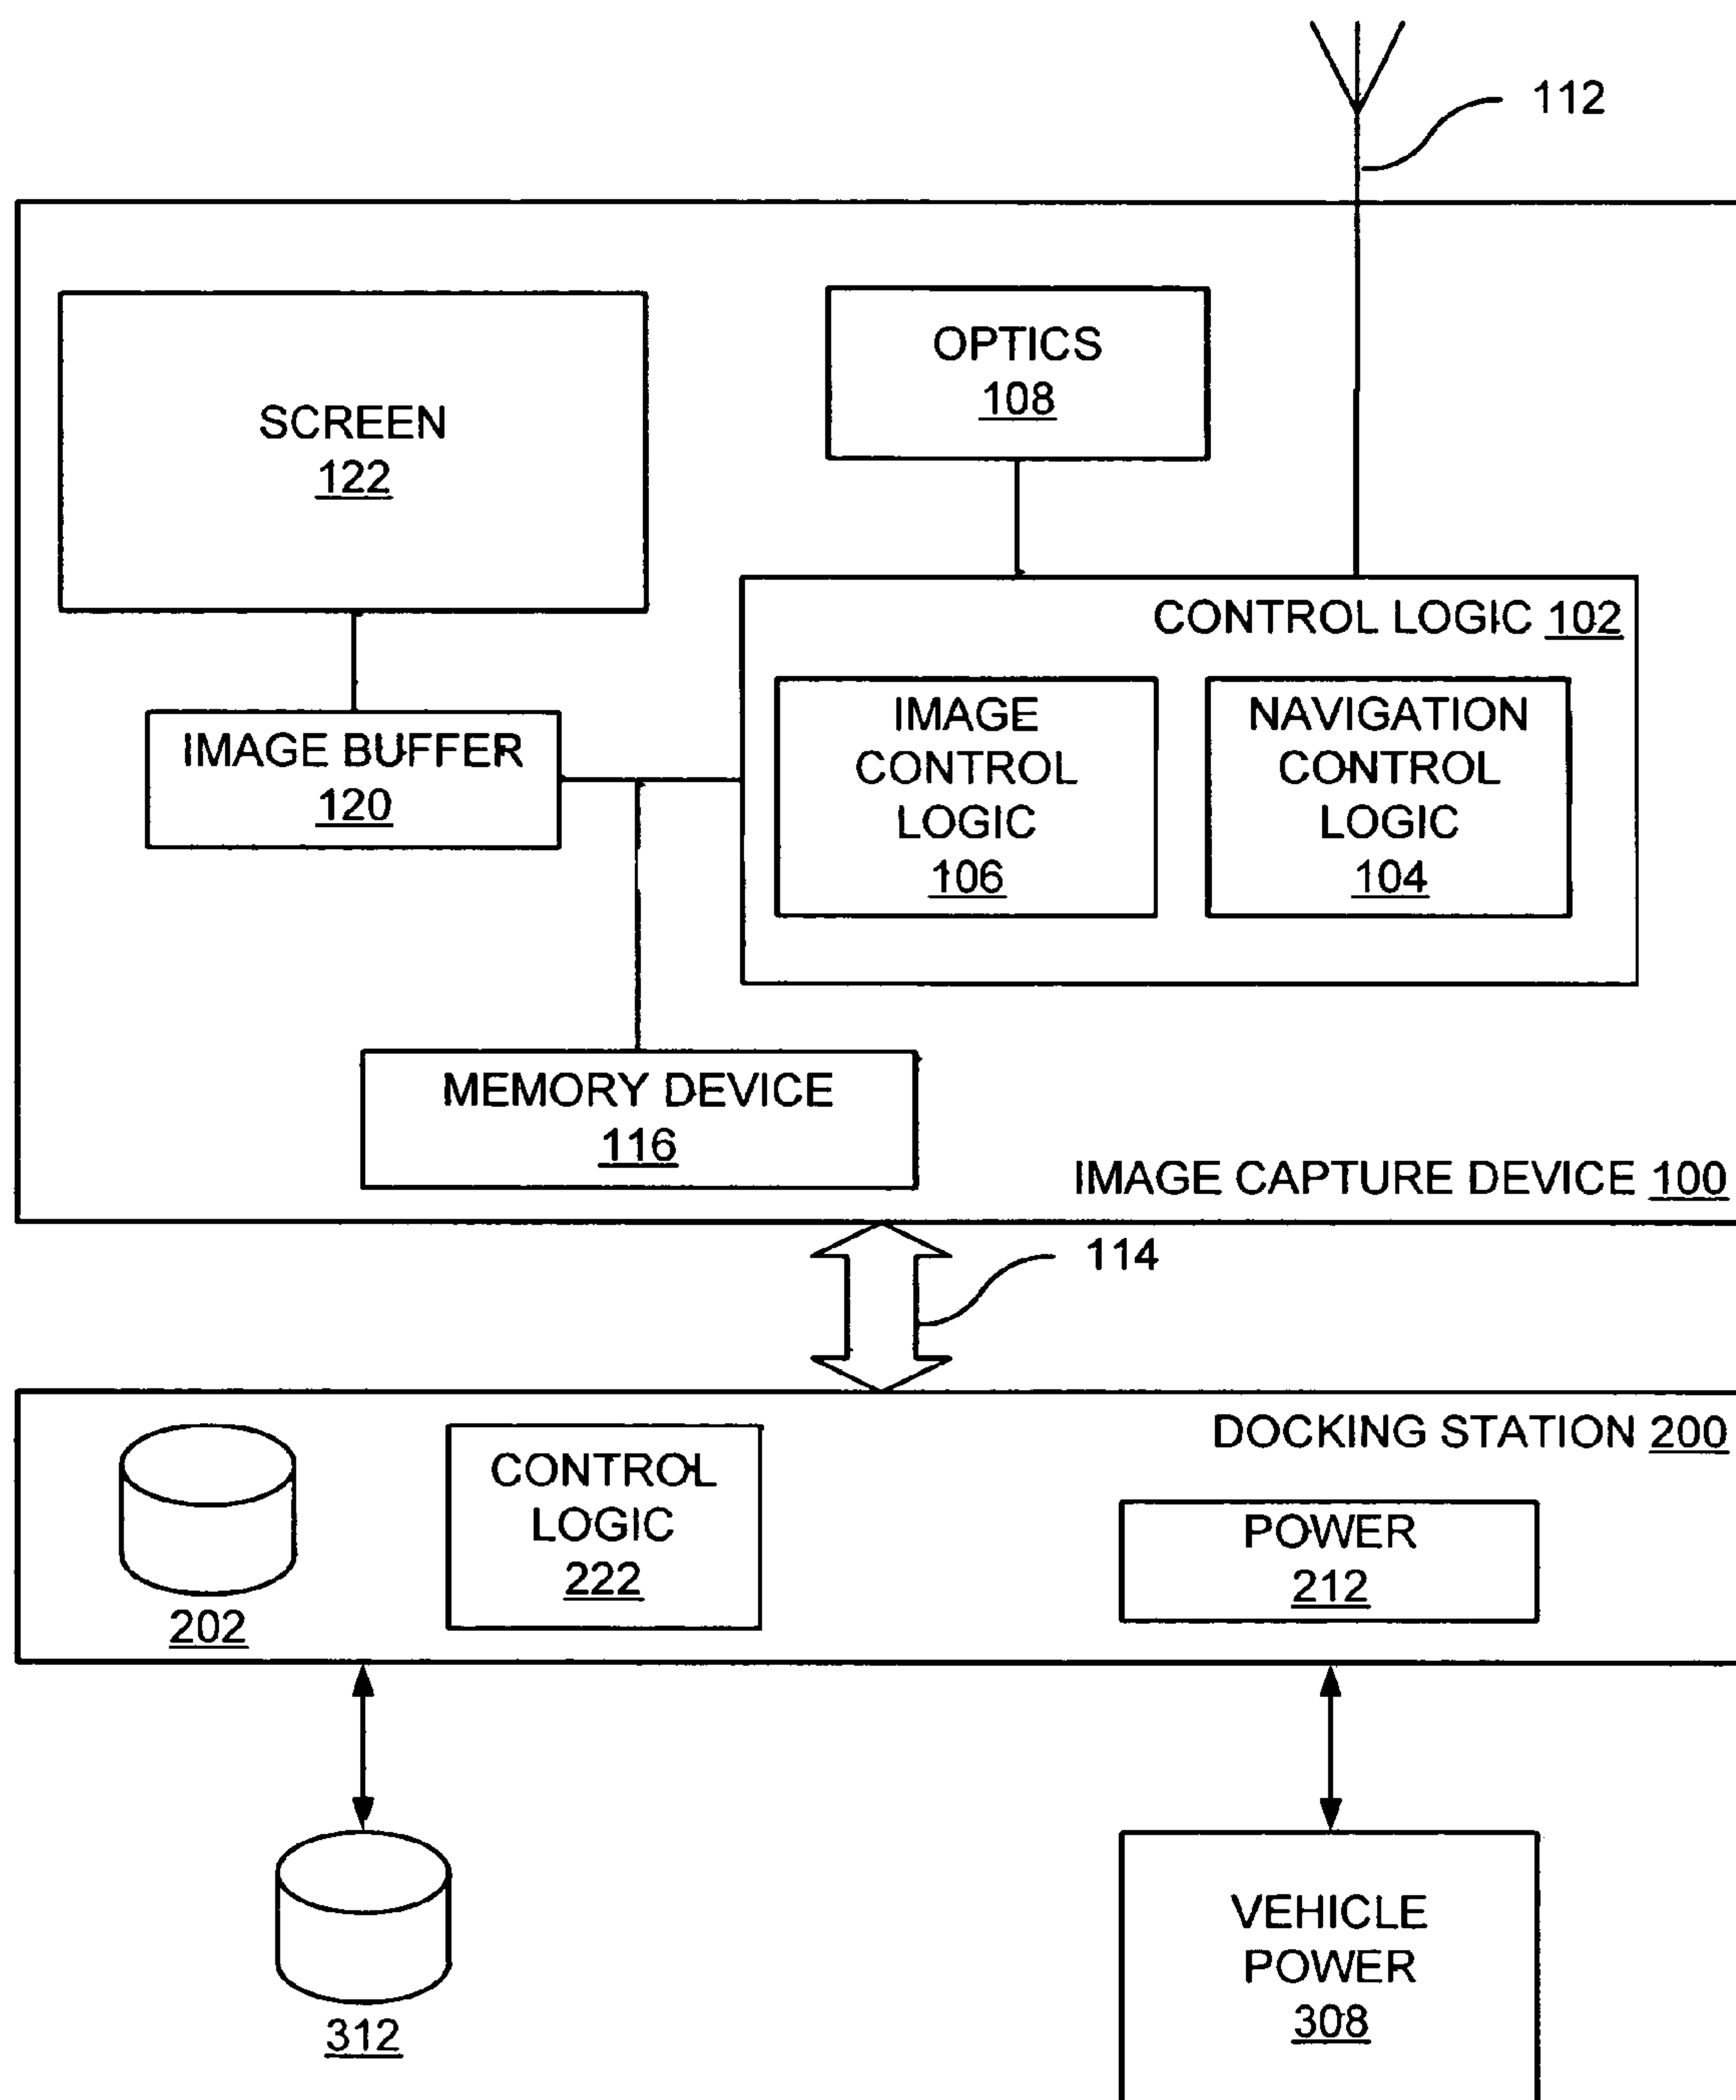 112
OPTICS
108
SCREEN
122
CONTROL LOGIC 102
IMAGE
CONTROL
LOGIC
106
NAVIGATION
CONTROL
LOGIC
104
IMAGE BUFFER
120
MEMORY DEVICE
116
IMAGE CAPTURE DEVICE 100
114
DOCKING STATION 200
CONTROL
LOGIC
222
POWER
212
202
VEHICLE
POWER
308
312